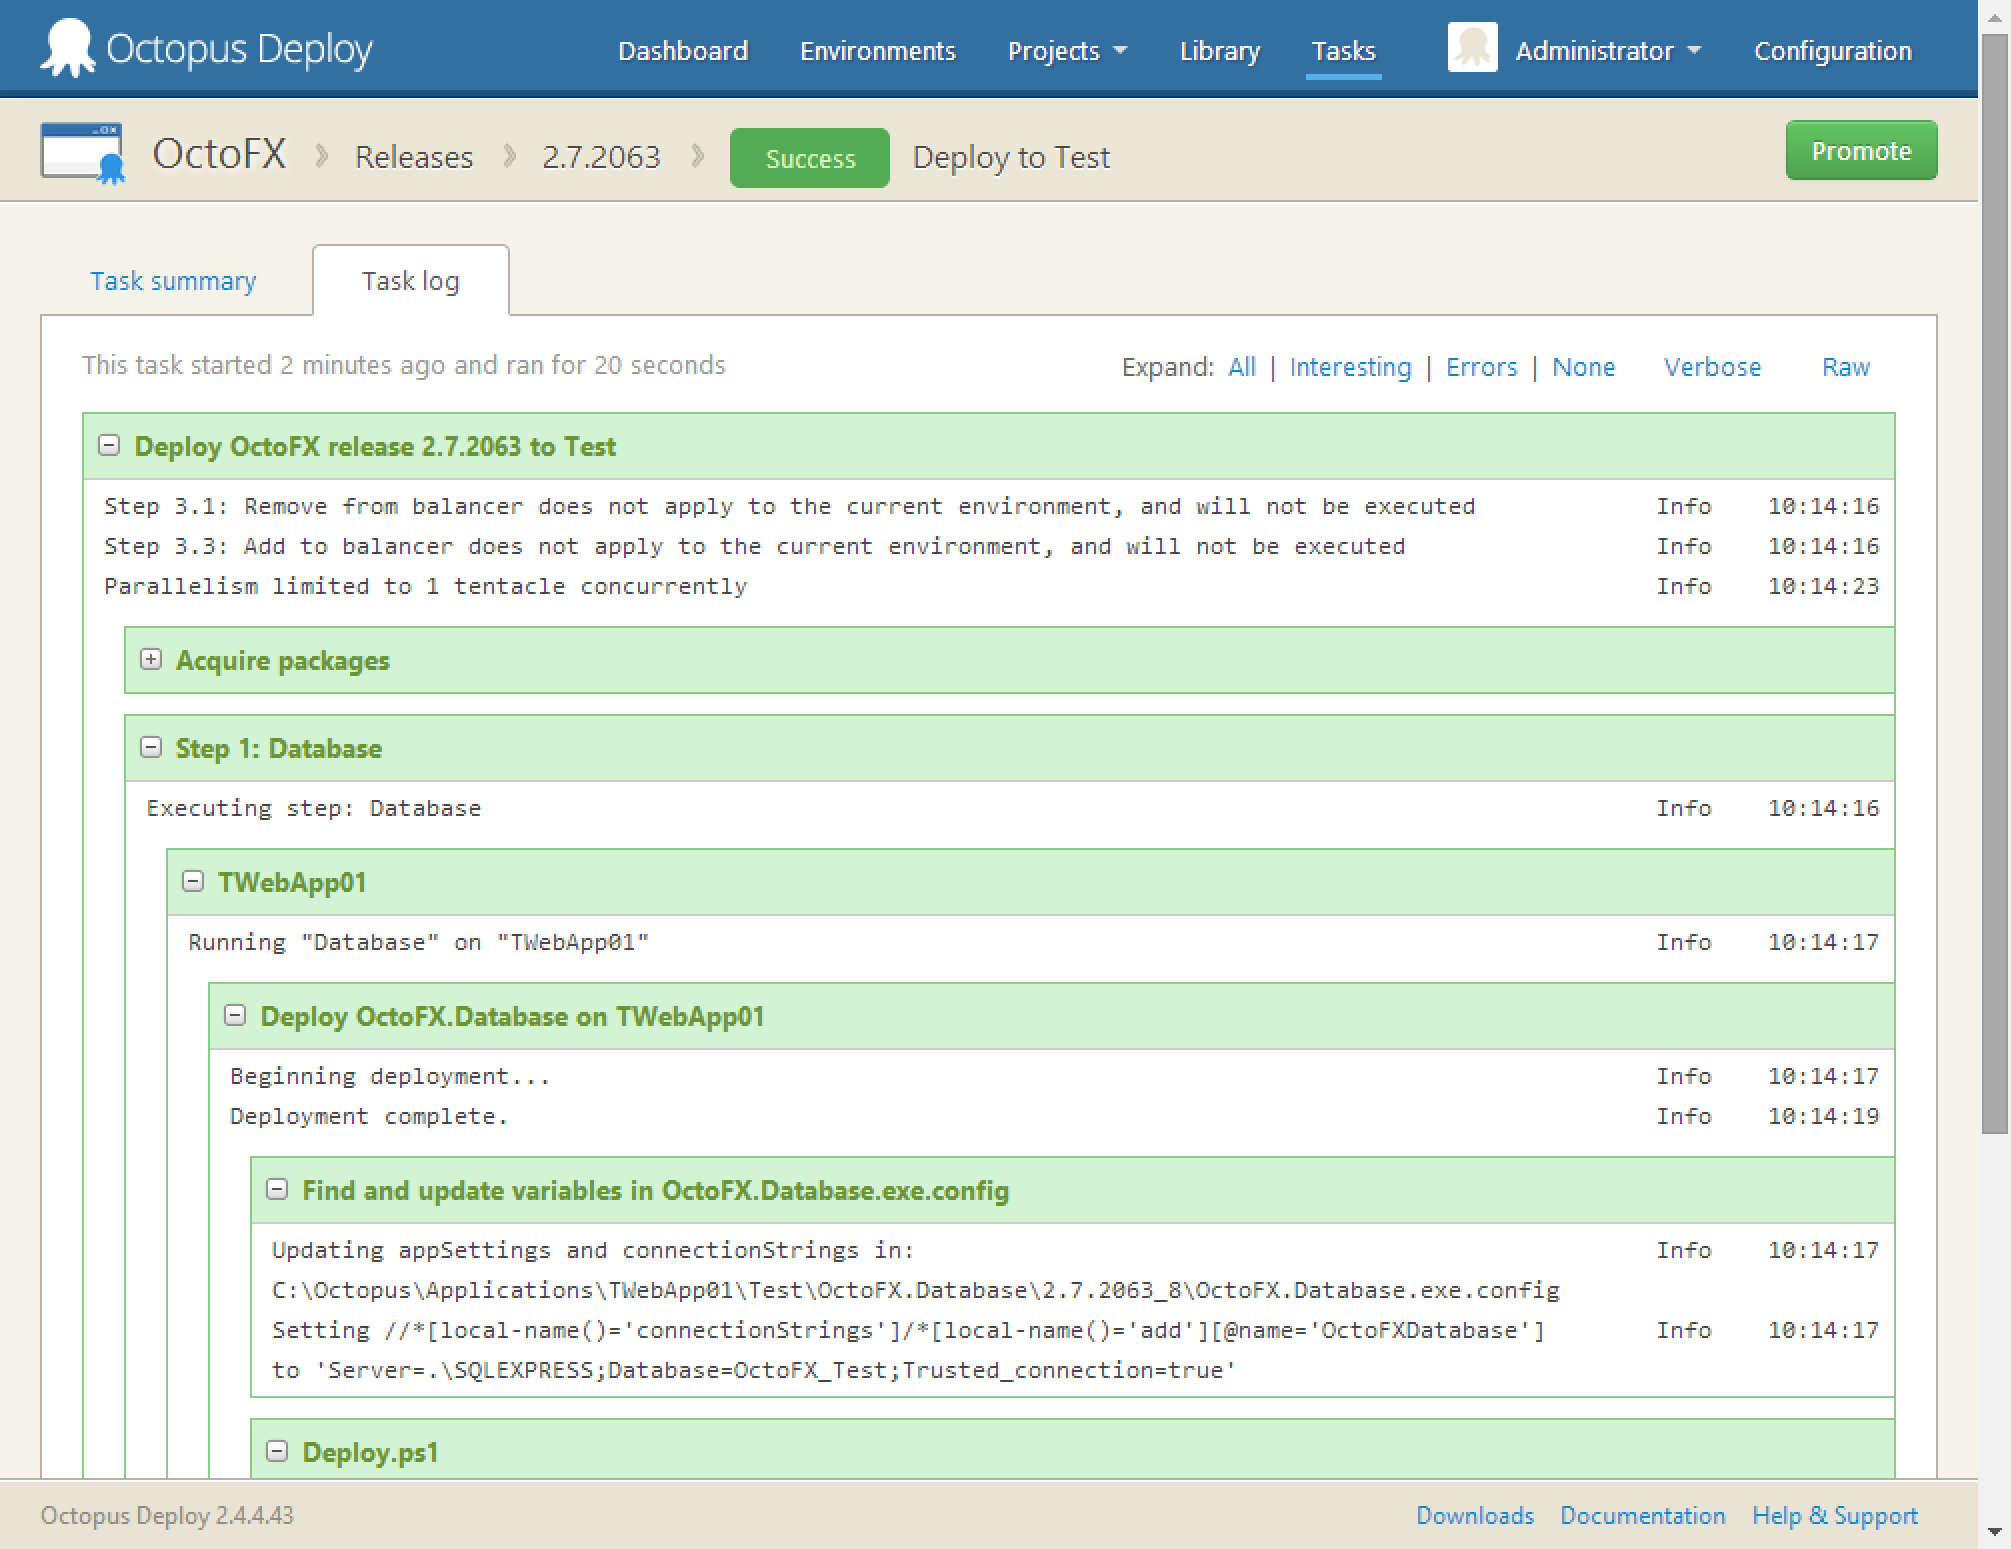 Octopus Deploy
Dashboard Environments Projects Library Tasks Administrator Configuration
OctoFX Releases 2.7.2063 Success Deploy to Test Promote
Task summary Task log
This task started 2 minutes ago and ran for 20 seconds Expand: All | Interesting | Errors | None Verbose Raw
Deploy OctoFX release 2.7.2063 to Test
Step 3.1: Remove from balancer does not apply to the current environment, and will not be executed Info 10:14:16
Step 3.3: Add to balancer does not apply to the current environment, and will not be executed Info 10:14:16
Parallelism limited to 1 tentacle concurrently Info 10:14:23
Acquire packages
Step 1: Database
Executing step: Database Info 10:14:16
TWebApp01
Running "Database" on "TWebApp01" Info 10:14:17
Deploy OctoFX.Database on TWebApp01
Beginning deployment... Info 10:14:17
Deployment complete. Info 10:14:19
Find and update variables in OctoFX.Database.exe.config
Updating appSettings and connectionStrings in: Info 10:14:17
C:\Octopus\Applications\TWebApp01\Test\OctoFX.Database\2.7.2063_8\OctoFX.Database.exe.config
Setting //*[local-name()='connectionStrings']/*[local-name()='add'][@name='OctoFXDatabase'] Info 10:14:17
to 'Server=.\SQLEXPRESS;Database=OctoFX_Test;Trusted_connection=true'
Deploy.ps1
Octopus Deploy 2.4.4.43 Downloads Documentation Help & Support